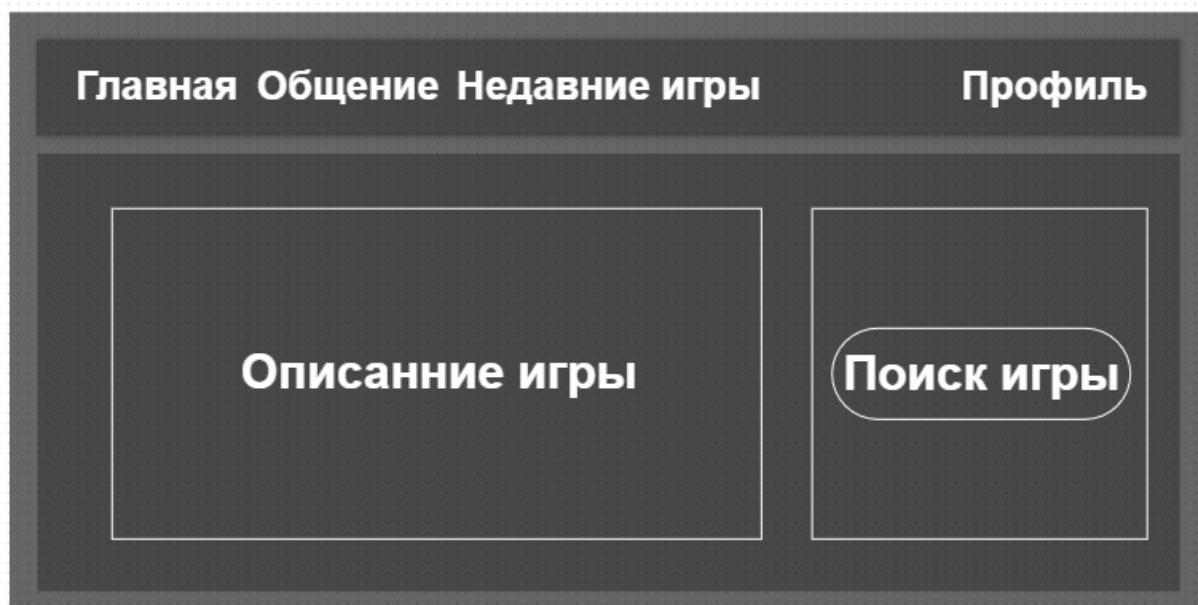 Главная Общение Недавние игры Профиль
Описанние игры
Поиск игры